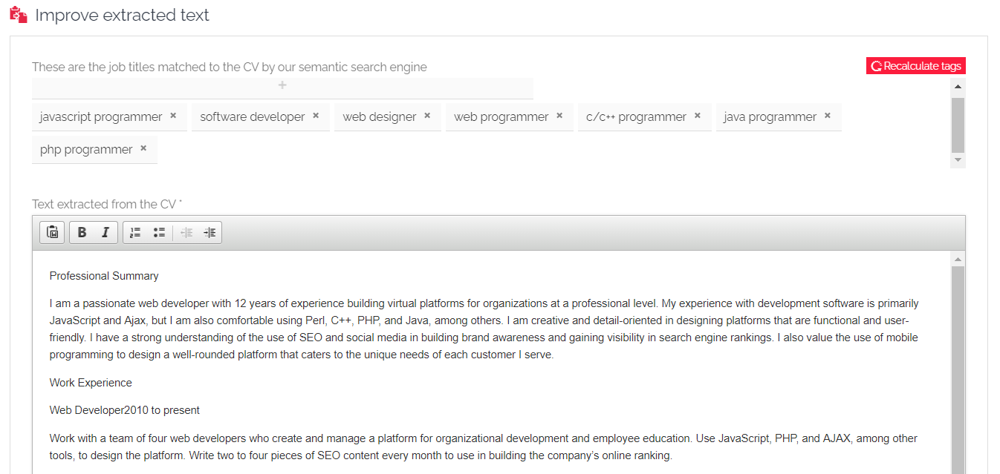 Improve extracted text
These are the job titles matched to the CV by our semantic search engine
Recalculate tags
+
javascript programmer × software developer × web designer × web programmer × c/c++ programmer × java programmer ×
php programmer ×
Text extracted from the CV *
B I
Professional Summary
I am a passionate web developer with 12 years of experience building virtual platforms for organizations at a professional level. My experience with development software is primarily
JavaScript and Ajax, but I am also comfortable using Perl, C++, PHP, and Java, among others. I am creative and detail-oriented in designing platforms that are functional and user-
friendly. I have a strong understanding of the use of SEO and social media in building brand awareness and gaining visibility in search engine rankings. I also value the use of mobile
programming to design a well-rounded platform that caters to the unique needs of each customer I serve.
Work Experience
Web Developer2010 to present
Work with a team of four web developers who create and manage a platform for organizational development and employee education. Use JavaScript, PHP, and AJAX, among other
tools, to design the platform. Write two to four pieces of SEO content every month to use in building the company’s online ranking.